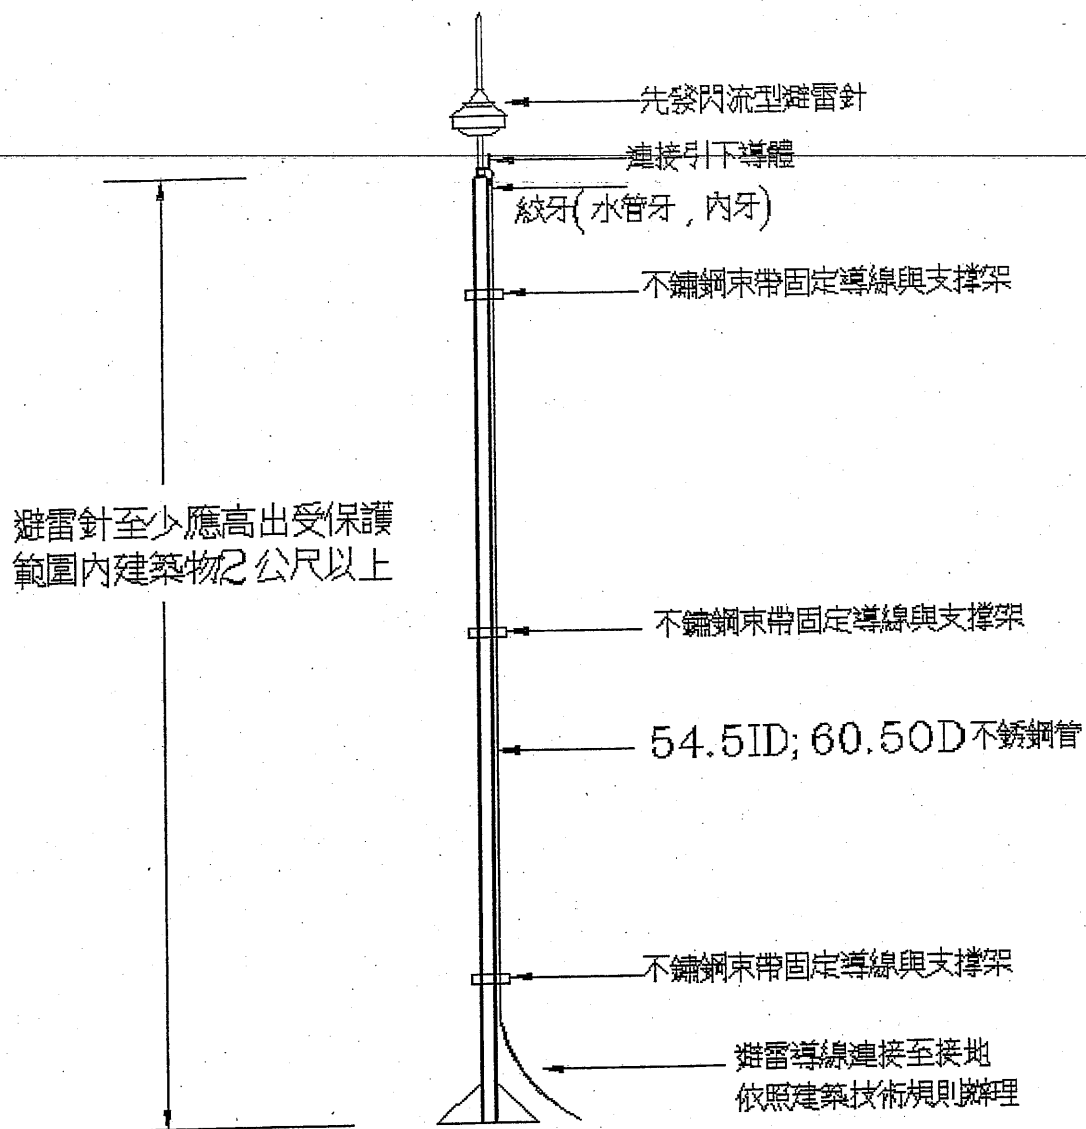 先發閃流型避雷針
連接引下導體
絞牙(水管牙,內牙)
不鏽鋼束帶固定導線與支撐架
避雷針至少應高出受保護
範圍內建築物2公尺以上
不鏽鋼束帶固定導線與支撐架
54.5ID; 60.5OD不銹鋼管
不鏽鋼束帶固定導線與支撐架
避雷導線連接至接地
依照建築技術規則辦理